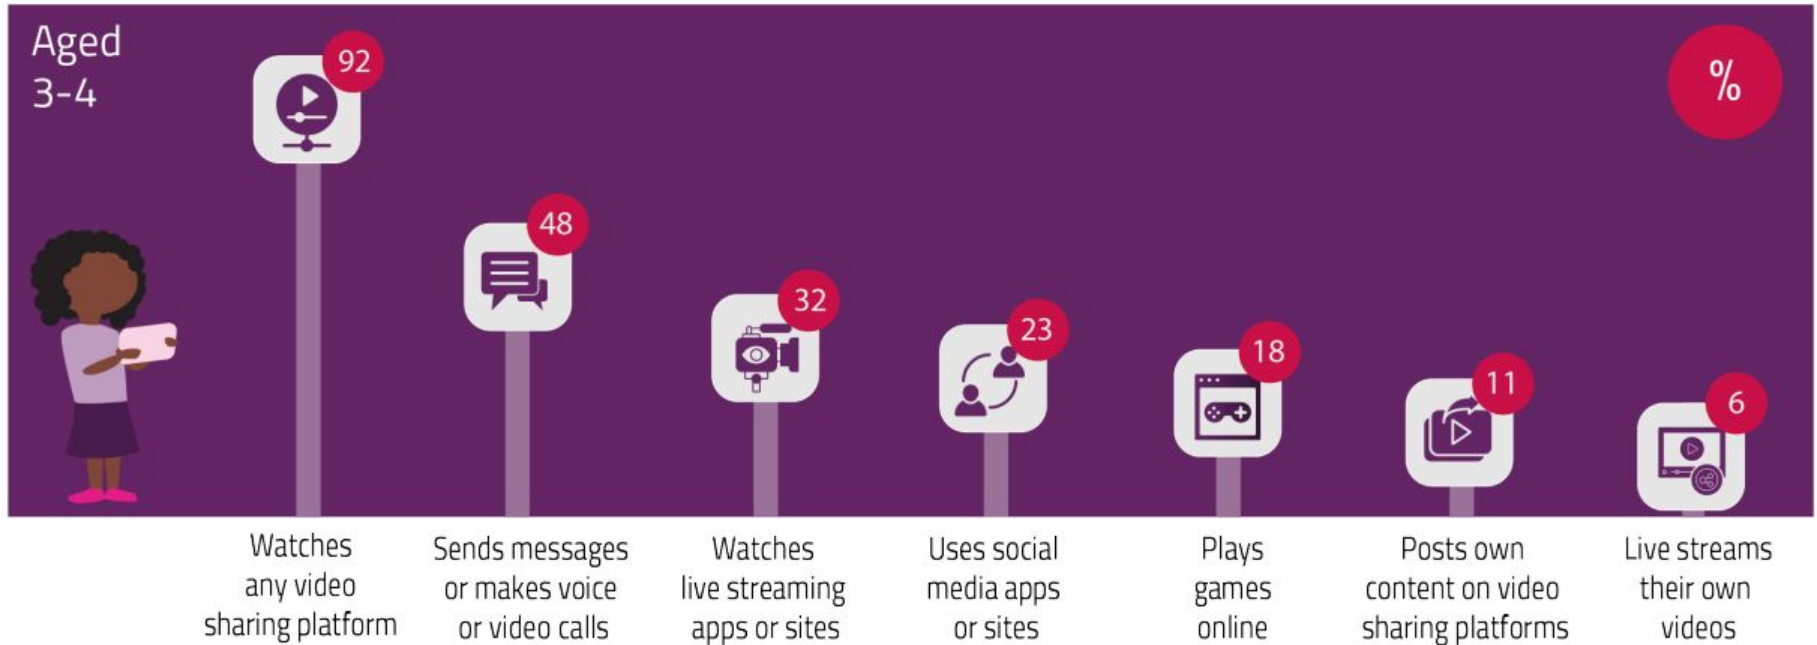 Aged
3-4
92
48
32
23
18
11
6
%
Watches
any video
sharing platform
Sends messages
or makes voice
or video calls
Watches
live streaming
apps or sites
Uses social
media apps
or sites
Plays
games
online
Posts own
content on video
sharing platforms
Live streams
their own
videos